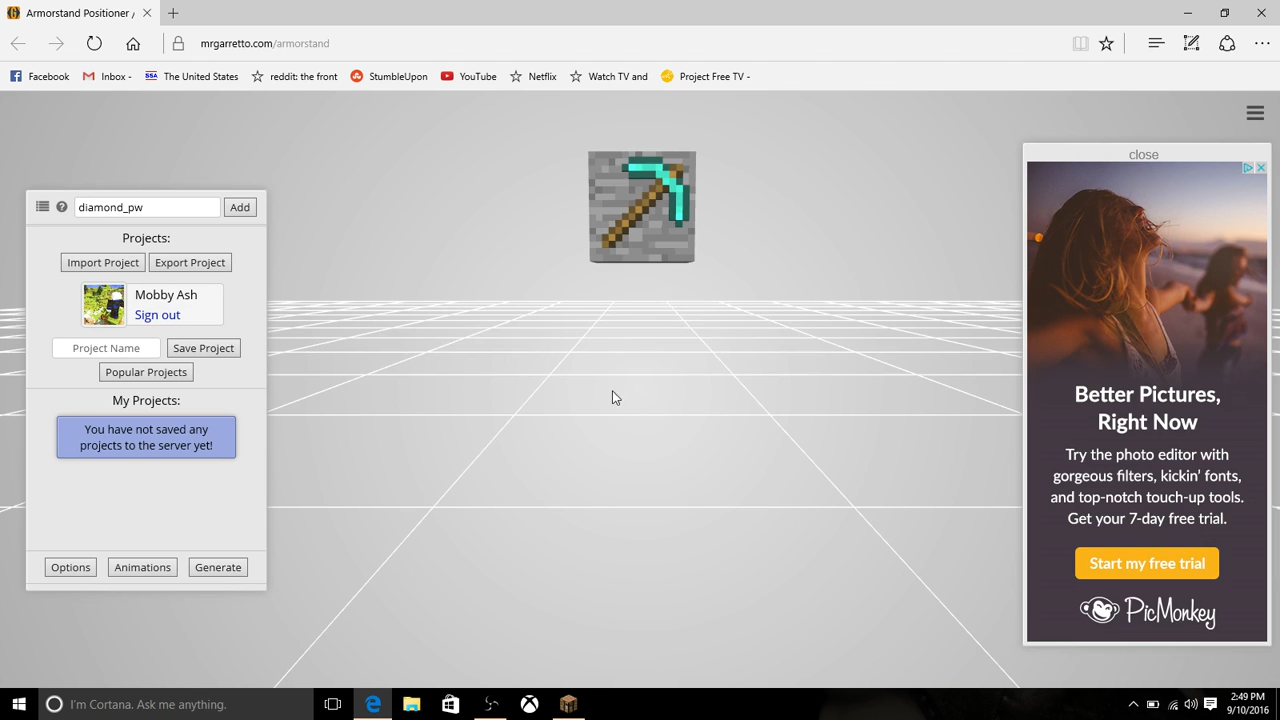 Armorstand Positioner /
mrgarretto.com/armorstand
Facebook
Inbox -
SSA
The United States
reddit: the front
StumbleUpon
YouTube
Netflix
Watch TV and
Project Free TV -
diamond_pw
Add
Projects:
Import Project
Export Project
Mobby Ash
Sign out
Project Name
Save Project
Popular Projects
My Projects:
You have not saved any
projects to the server yet!
Options
Animations
Generate
close
Better Pictures,
Right Now
Try the photo editor with
gorgeous filters, kickin' fonts,
and top-notch touch-up tools.
Get your 7-day free trial.
Start my free trial
PicMonkey
I'm Cortana. Ask me anything.
2:49 PM
9/10/2016